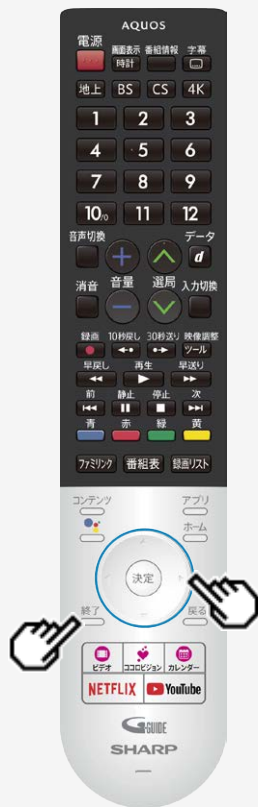 AQUOS
電源 画面表示 番組情報 字幕
時計
地上 BS CS 4K
1 2 3
4 5 6
7 8 9
10/0 11 12
音声切換 データ
d
消音 音量 選局 入力切換
録画 10秒戻し 30秒送り 映像調整
ツール
早戻し 再生 早送り
前 静止 停止 次
青 赤 緑 黄
ファミリンク 番組表 録画リスト
コンテンツ アプリ
ホーム
決定
終了 戻る
ビデオ ココロビジョン カレンダー
NETFLIX YouTube
G-GUIDE
SHARP